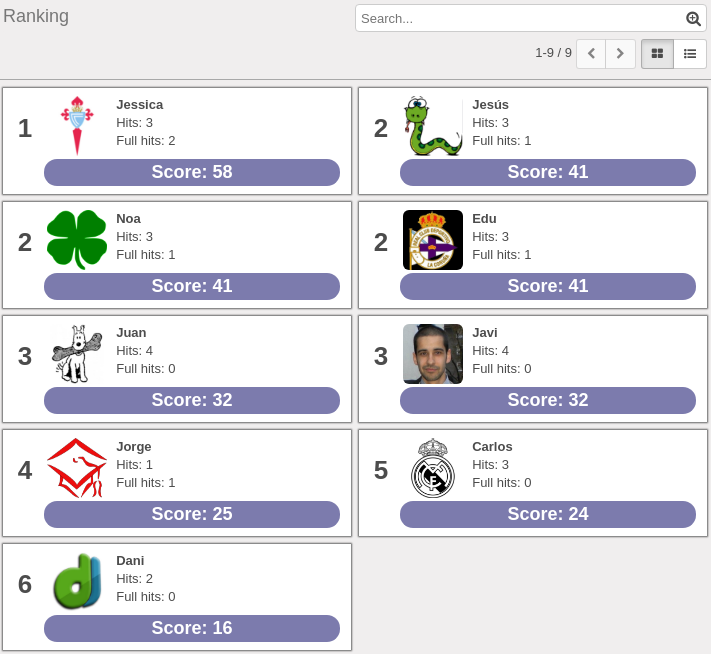 Ranking
Search...
1-9 / 9
1
Jessica
Hits: 3
Full hits: 2
Score: 58
2
Jesús
Hits: 3
Full hits: 1
Score: 41
2
Noa
Hits: 3
Full hits: 1
Score: 41
2
Edu
Hits: 3
Full hits: 1
Score: 41
3
Juan
Hits: 4
Full hits: 0
Score: 32
3
Javi
Hits: 4
Full hits: 0
Score: 32
4
Jorge
Hits: 1
Full hits: 1
Score: 25
5
Carlos
Hits: 3
Full hits: 0
Score: 24
6
Dani
Hits: 2
Full hits: 0
Score: 16